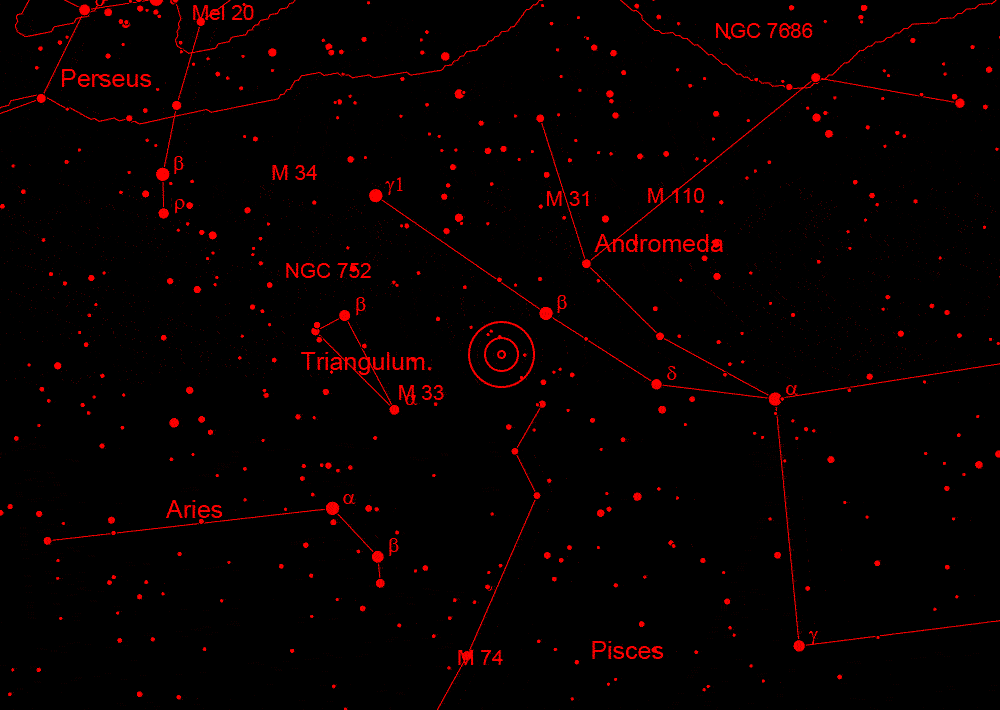 α
Mel 20
NGC 7686
Perseus
β
M 34
γ1
M 31
M 110
ρ
Andromeda
NGC 752
β
β
Triangulum.
δ
M 33
α
α
α
Aries
β
γ
Pisces
M 74